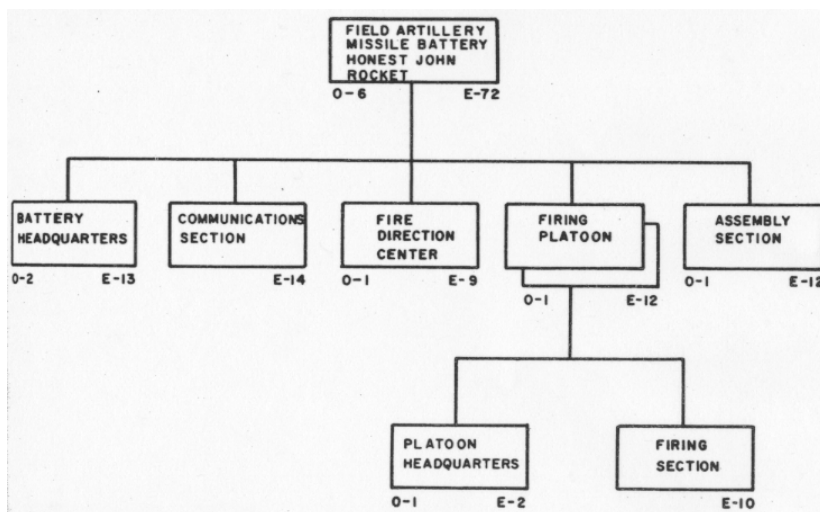 FIELD ARTILLERY
MISSILE BATTERY
HONEST JOHN
ROCKET
O-6 E-72
BATTERY
HEADQUARTERS
O-2 E-13
COMMUNICATIONS
SECTION
E-14
FIRE
DIRECTION
CENTER
O-1 E-9
FIRING
PLATOON
O-1 E-12
ASSEMBLY
SECTION
O-1 E-12
PLATOON
HEADQUARTERS
O-1 E-2
FIRING
SECTION
E-10